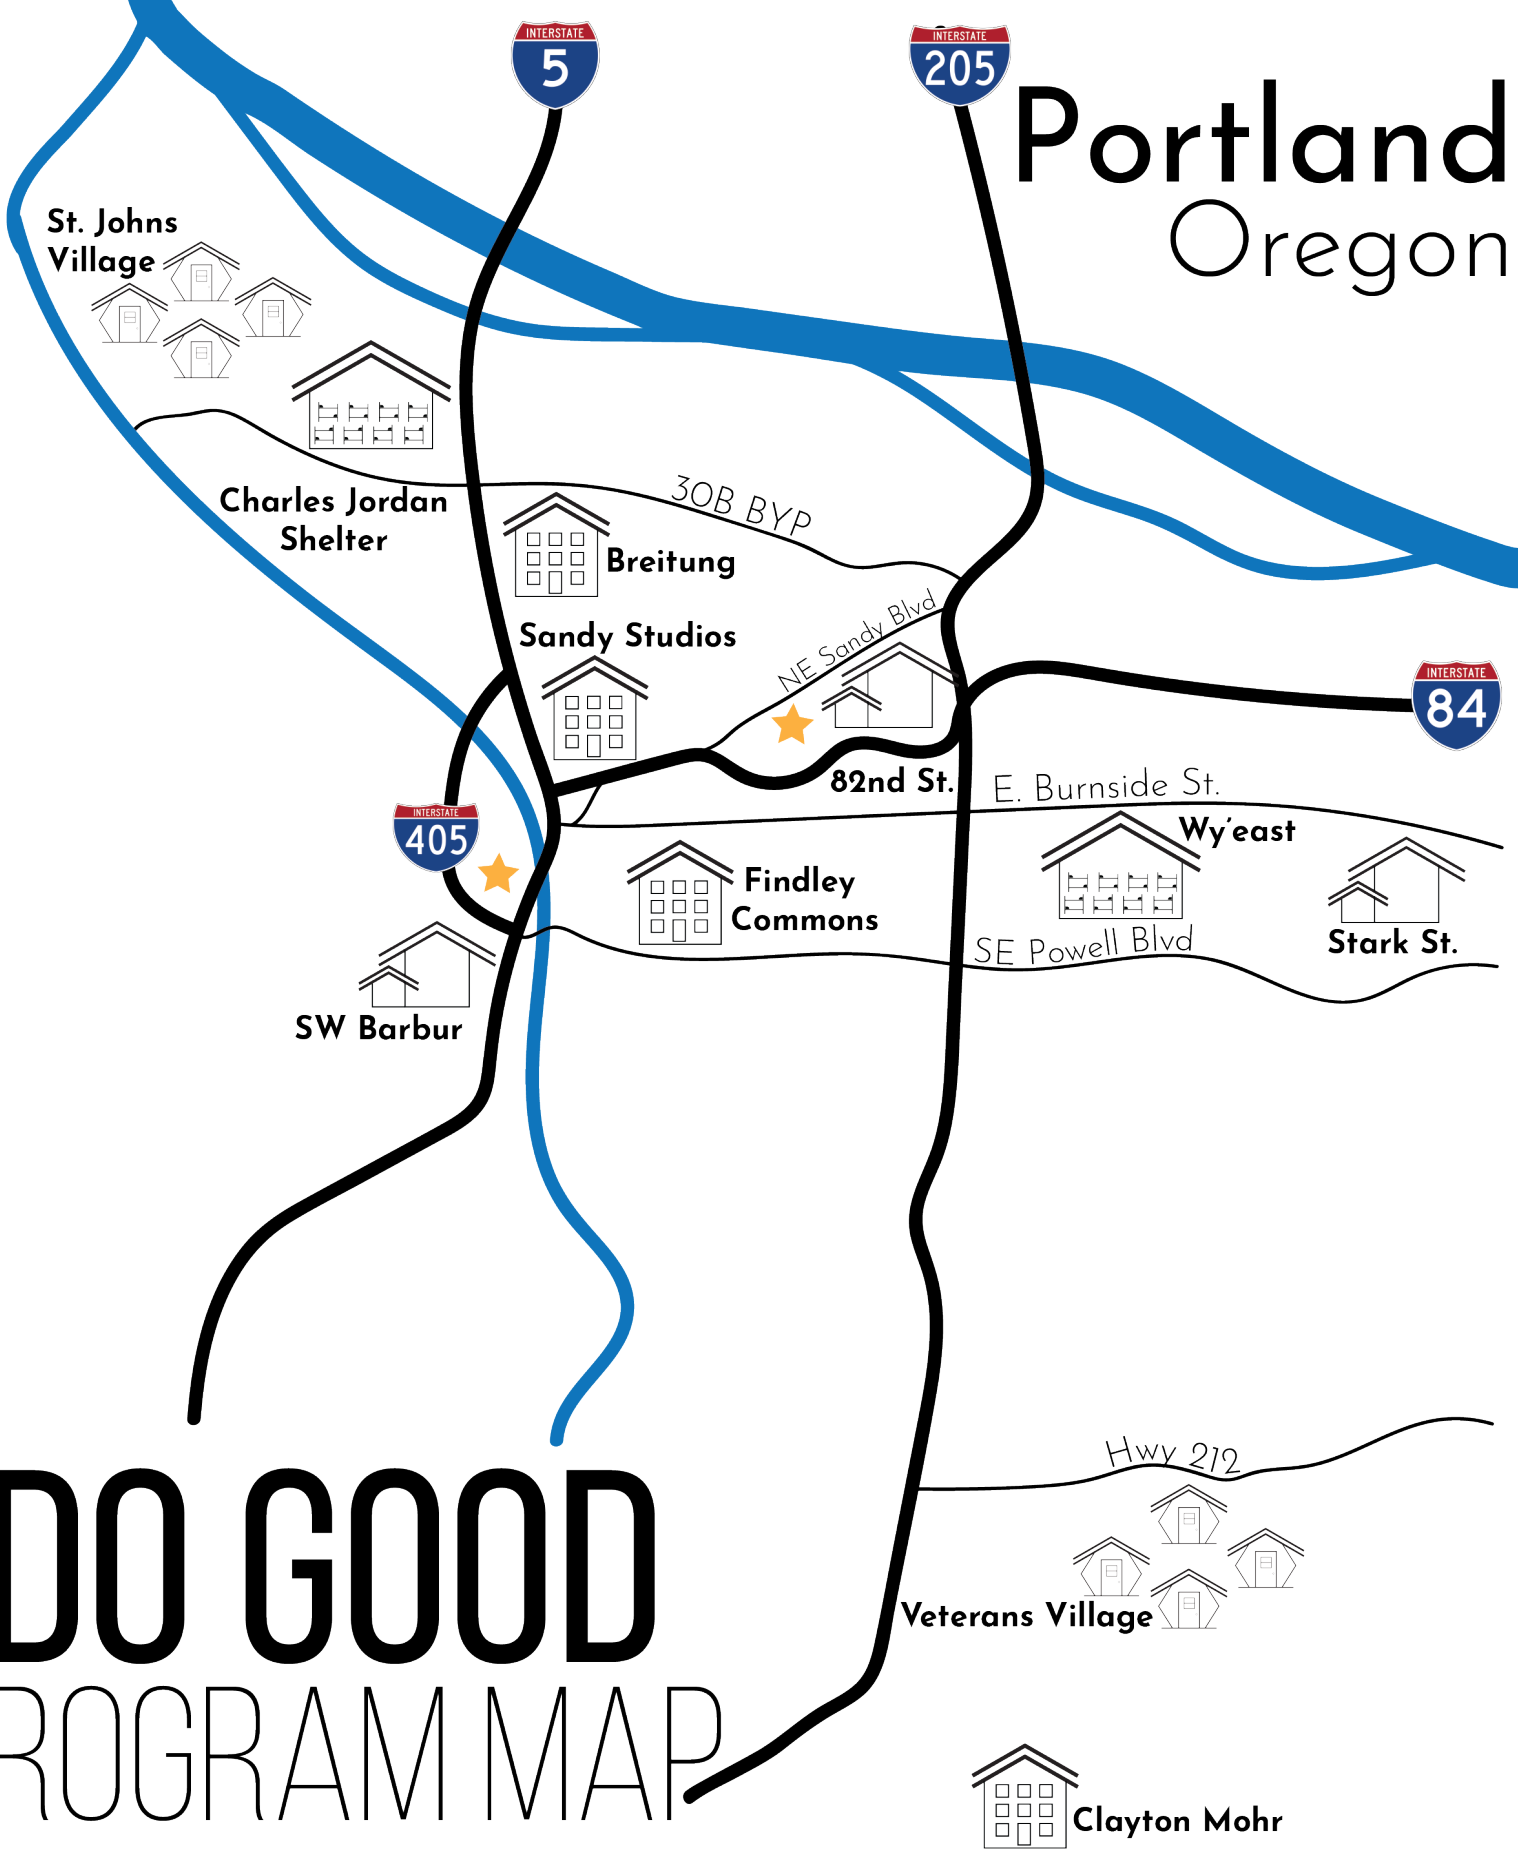 INTERSTATE
5
INTERSTATE
205
Portland
Oregon
St. Johns
Village
Charles Jordan
Shelter
30B BYP
Breitung
NE Sandy Blvd
Sandy Studios
INTERSTATE
84
82nd St.
E. Burnside St.
INTERSTATE
405
Wy'east
Findley
Commons
Stark St.
SE Powell Blvd
SW Barbur
Hwy 212
DO GOOD
ROGRAM MAP
Veterans Village
Clayton Mohr